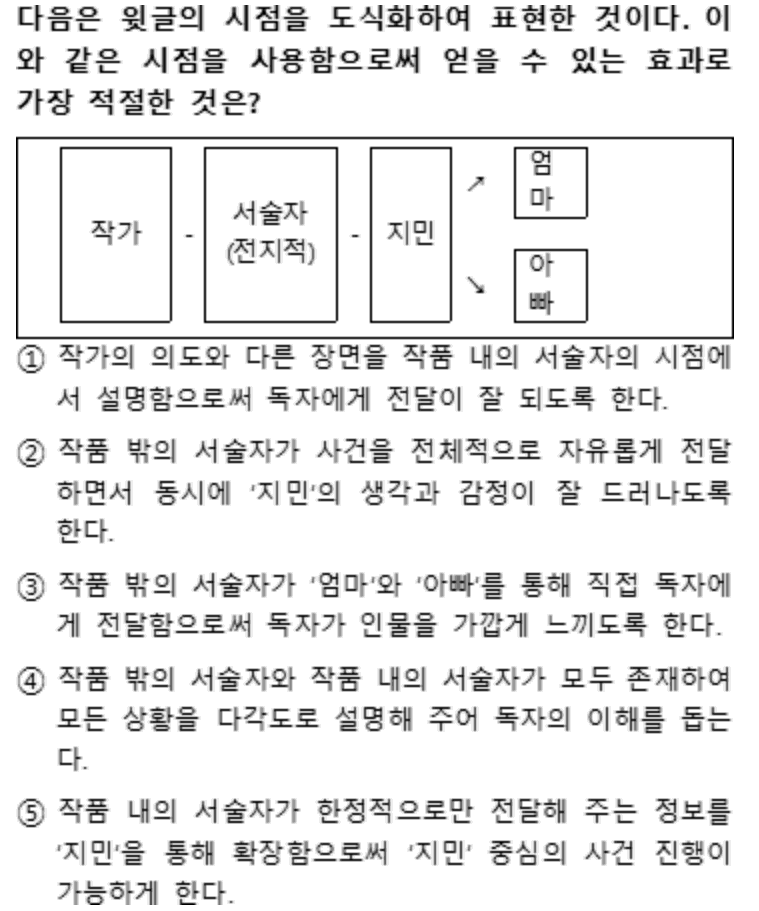 다음은 윗글의 시점을 도식화하여 표현한 것이다. 이
와 같은 시점을 사용함으로써 얻을 수 있는 효과로
가장 적절한 것은?
작가 - 서술자 (전지적) - 지민 ↗ 엄마 ↘ 아빠
① 작가의 의도와 다른 장면을 작품 내의 서술자의 시점에
서 설명함으로써 독자에게 전달이 잘 되도록 한다.
② 작품 밖의 서술자가 사건을 전체적으로 자유롭게 전달
하면서 동시에 '지민'의 생각과 감정이 잘 드러나도록
한다.
③ 작품 밖의 서술자가 '엄마'와 '아빠'를 통해 직접 독자에
게 전달함으로써 독자가 인물을 가깝게 느끼도록 한다.
④ 작품 밖의 서술자와 작품 내의 서술자가 모두 존재하여
모든 상황을 다각도로 설명해 주어 독자의 이해를 돕는
다.
⑤ 작품 내의 서술자가 한정적으로만 전달해 주는 정보를
'지민'을 통해 확장함으로써 '지민' 중심의 사건 진행이
가능하게 한다.